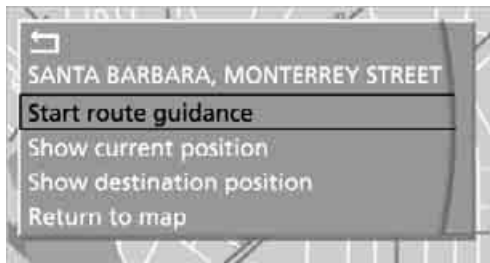 SANTA BARBARA, MONTERREY STREET
Start route guidance
Show current position
Show destination position
Return to map